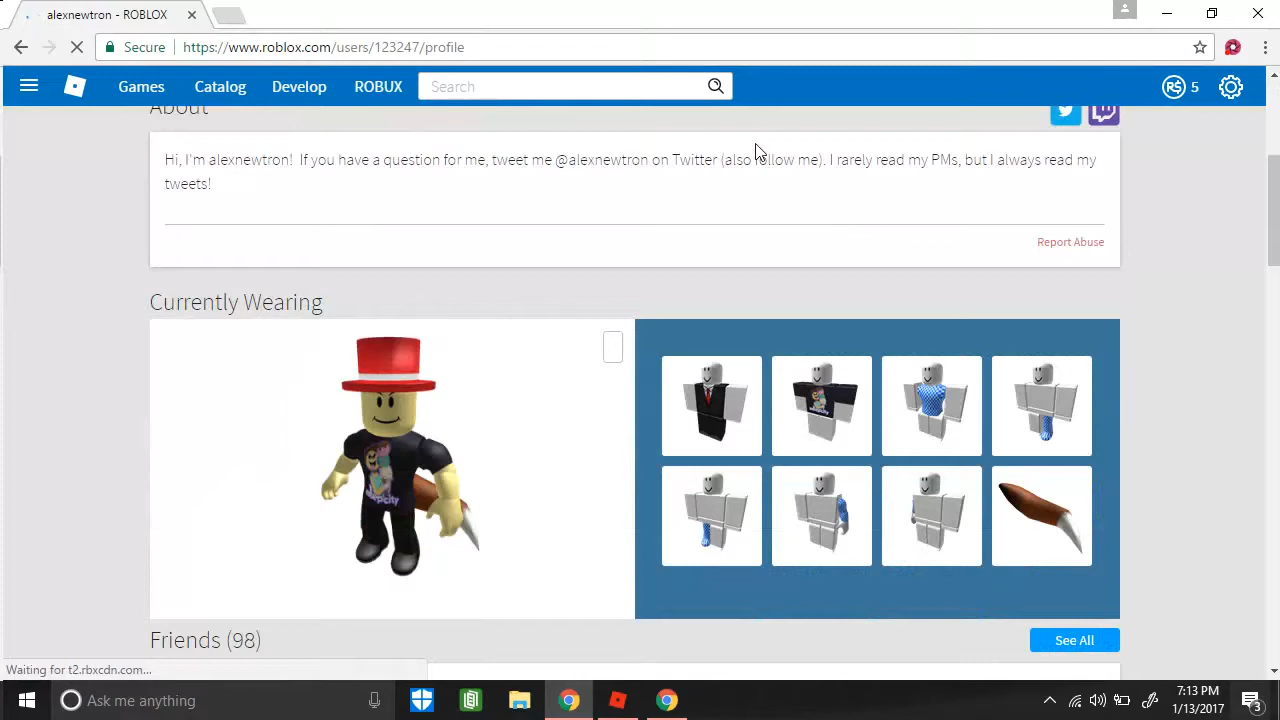 alexnewtron - ROBLOX
Secure
https://www.roblox.com/users/123247/profile
Games
Catalog
Develop
ROBUX
Search
R$ 5
About
Hi, I'm alexnewtron! If you have a question for me, tweet me @alexnewtron on Twitter (also follow me). I rarely read my PMs, but I always read my
tweets!
Report Abuse
Currently Wearing
Friends (98)
See All
Waiting for t2.rbxcdn.com...
Ask me anything
7:13 PM
1/13/2017
3